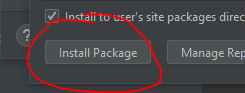 Install to user's site packages direc
?
Install Package
Manage Rep